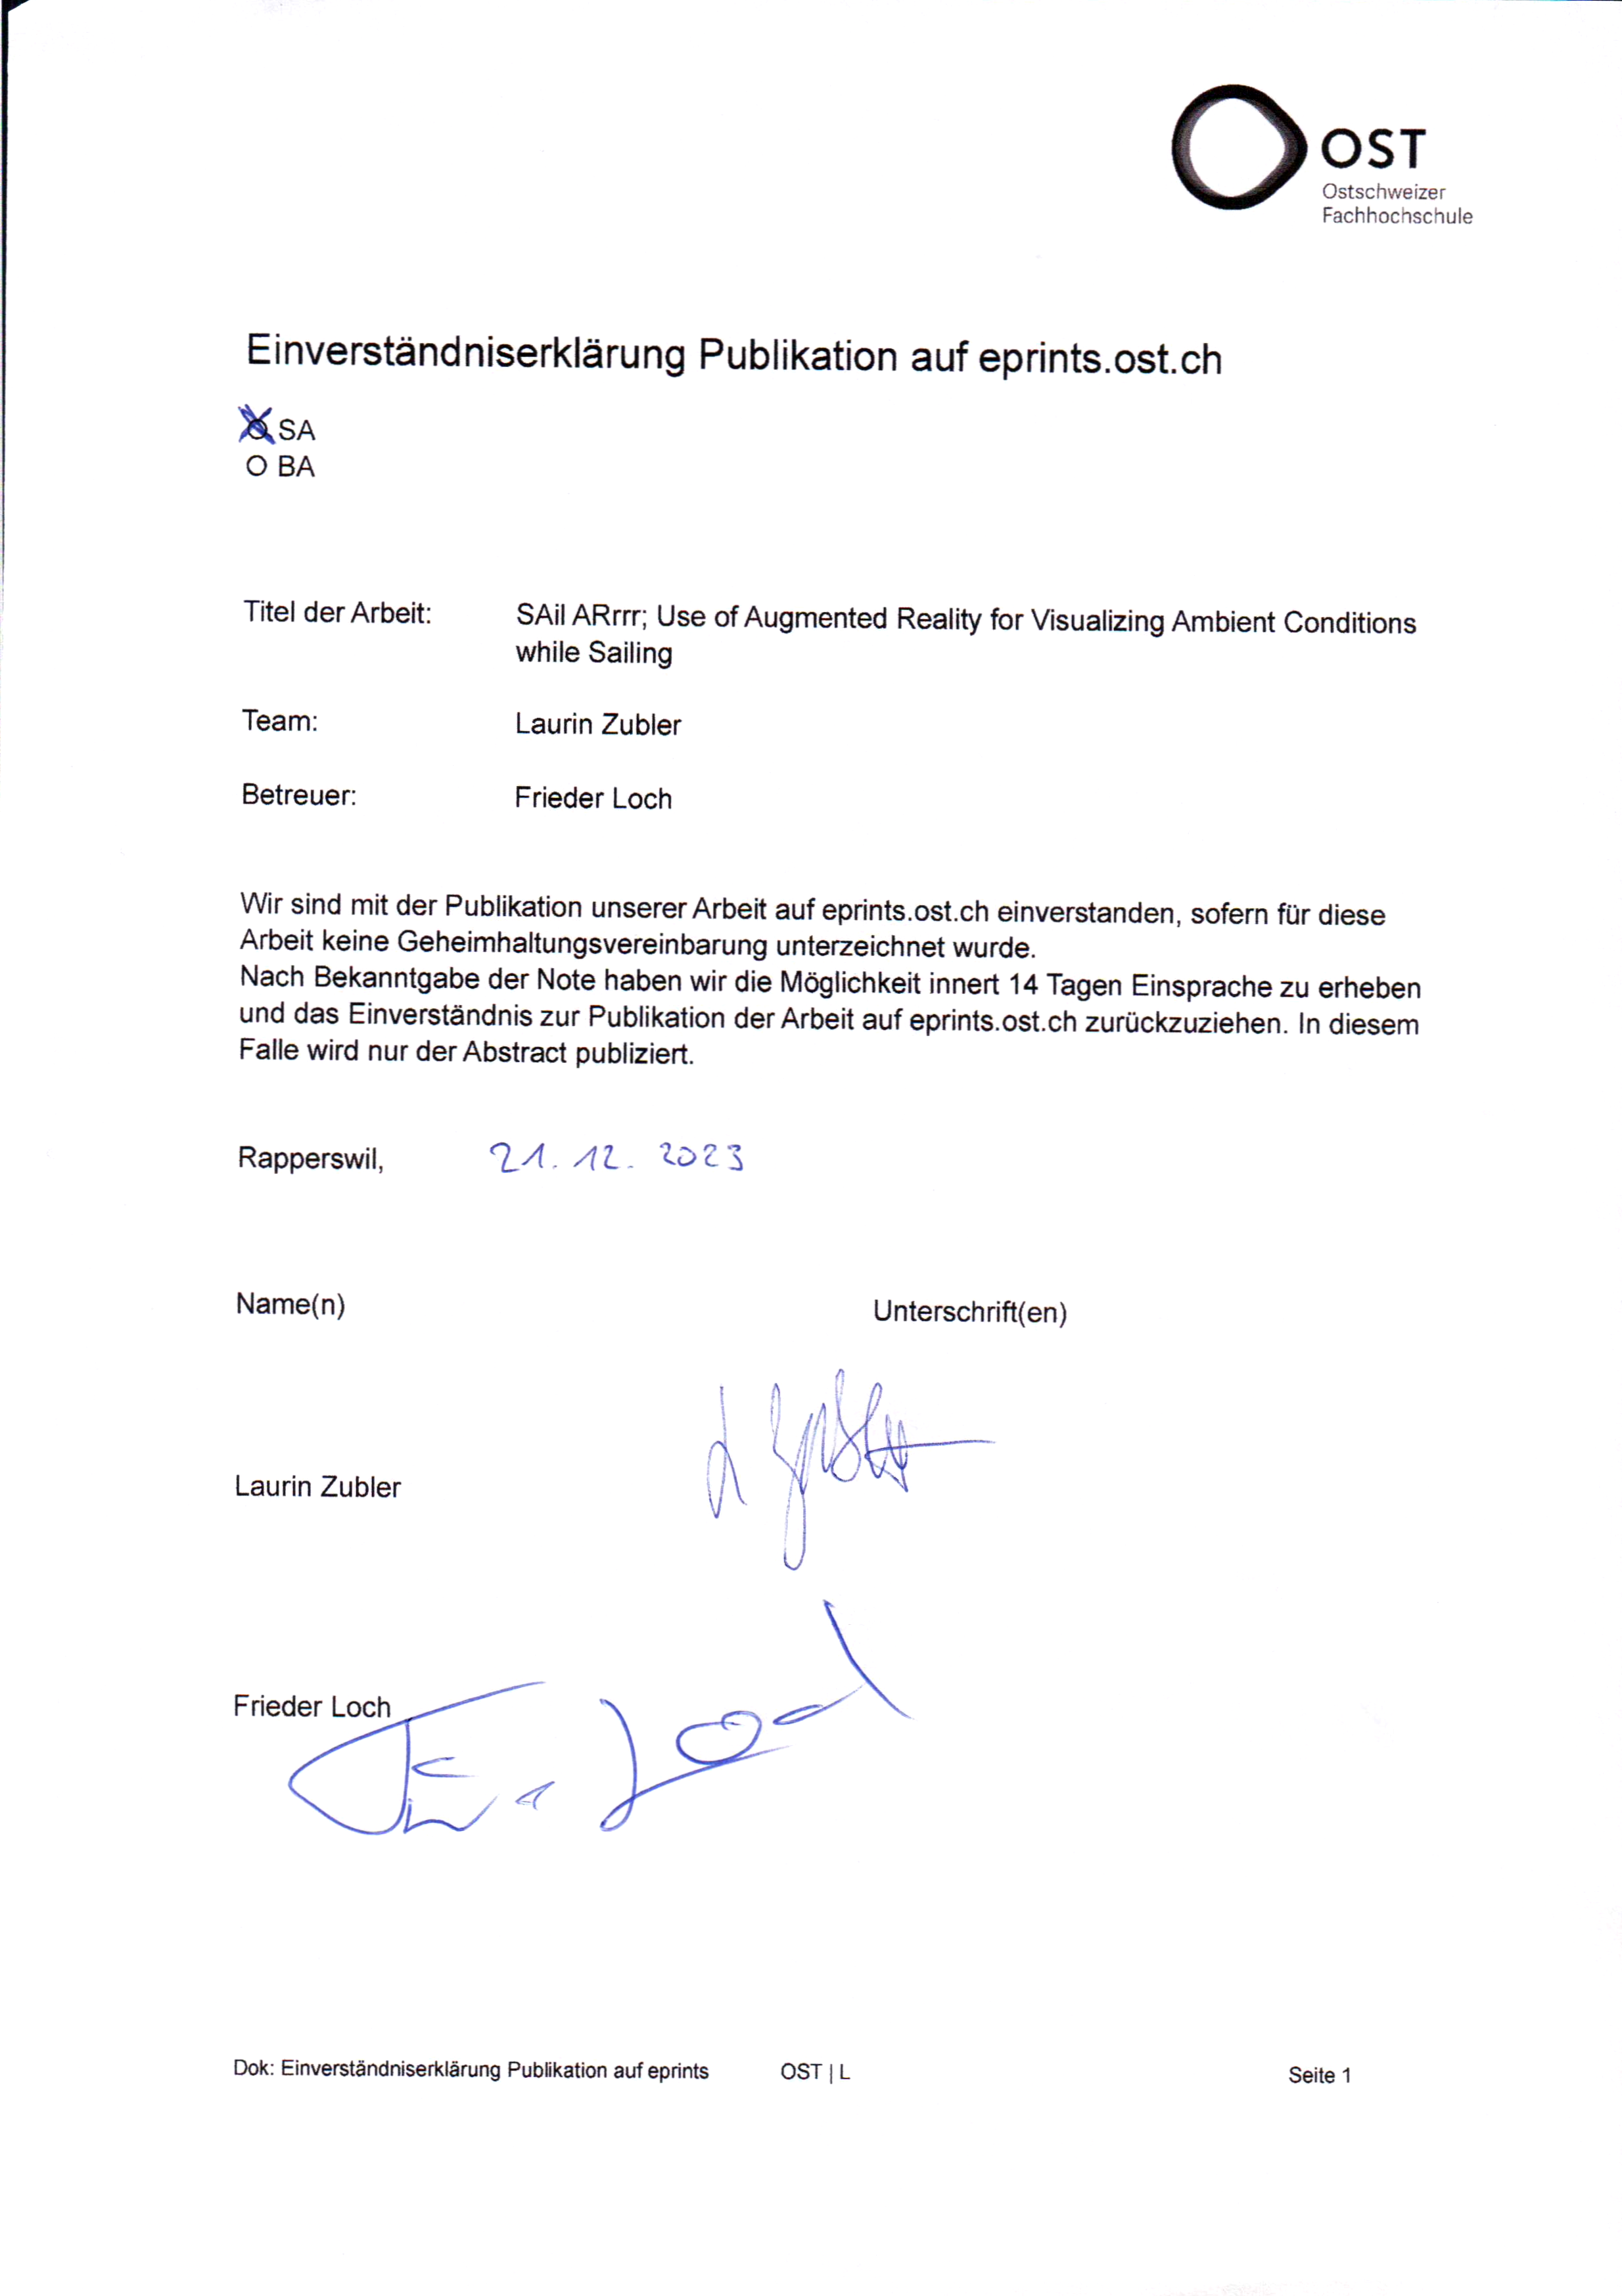 OST
Ostschweizer
Fachhochschule
Einverständniserklärung Publikation auf eprints.ost.ch
SA
O BA
Titel der Arbeit: SAil ARrrr; Use of Augmented Reality for Visualizing Ambient Conditions
while Sailing
Team: Laurin Zubler
Betreuer: Frieder Loch
Wir sind mit der Publikation unserer Arbeit auf eprints.ost.ch einverstanden, sofern für diese
Arbeit keine Geheimhaltungsvereinbarung unterzeichnet wurde.
Nach Bekanntgabe der Note haben wir die Möglichkeit innert 14 Tagen Einsprache zu erheben
und das Einverständnis zur Publikation der Arbeit auf eprints.ost.ch zurückzuziehen. In diesem
Falle wird nur der Abstract publiziert.
Rapperswil, 21. 12. 2023
Name(n) Unterschrift(en)
Laurin Zubler
Frieder Loch
Dok: Einverständniserklärung Publikation auf eprints OST | L Seite 1